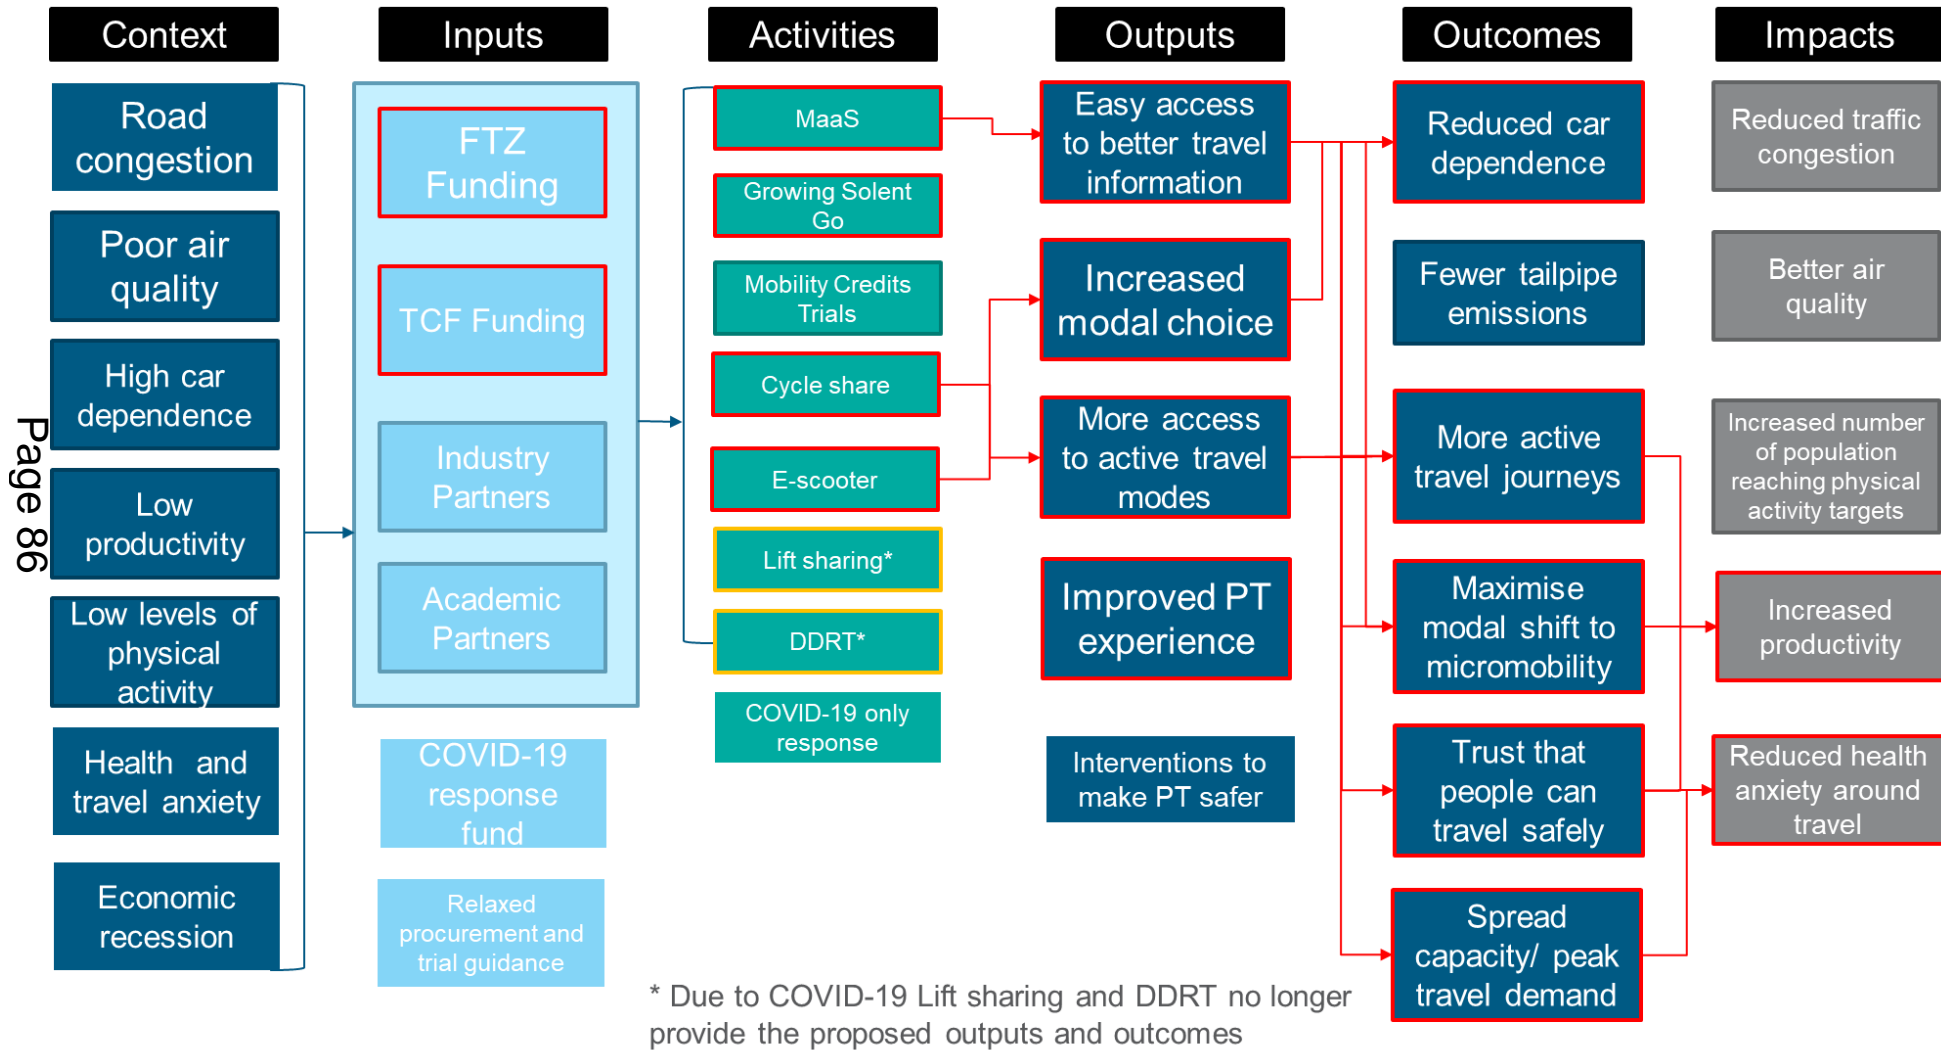 Context
Inputs
Activities
Outputs
Outcomes
Impacts
Road
congestion
Poor air
quality
High car
dependence
Low
productivity
Low levels of
physical
activity
Health and
travel anxiety
Economic
recession
Page 86
FTZ
Funding
TCF Funding
Industry
Partners
Academic
Partners
COVID-19
response
fund
Relaxed
procurement and
trial guidance
MaaS
Growing Solent
Go
Mobility Credits
Trials
Cycle share
E-scooter
Lift sharing*
DDRT*
COVID-19 only
response
Easy access
to better travel
information
Increased
modal choice
More access
to active travel
modes
Improved PT
experience
Interventions to
make PT safer
Reduced car
dependence
Fewer tailpipe
emissions
More active
travel journeys
Maximise
modal shift to
micromobility
Trust that
people can
travel safely
Spread
capacity/ peak
travel demand
Reduced traffic
congestion
Better air
quality
Increased number
of population
reaching physical
activity targets
Increased
productivity
Reduced health
anxiety around
travel
* Due to COVID-19 Lift sharing and DDRT no longer
provide the proposed outputs and outcomes